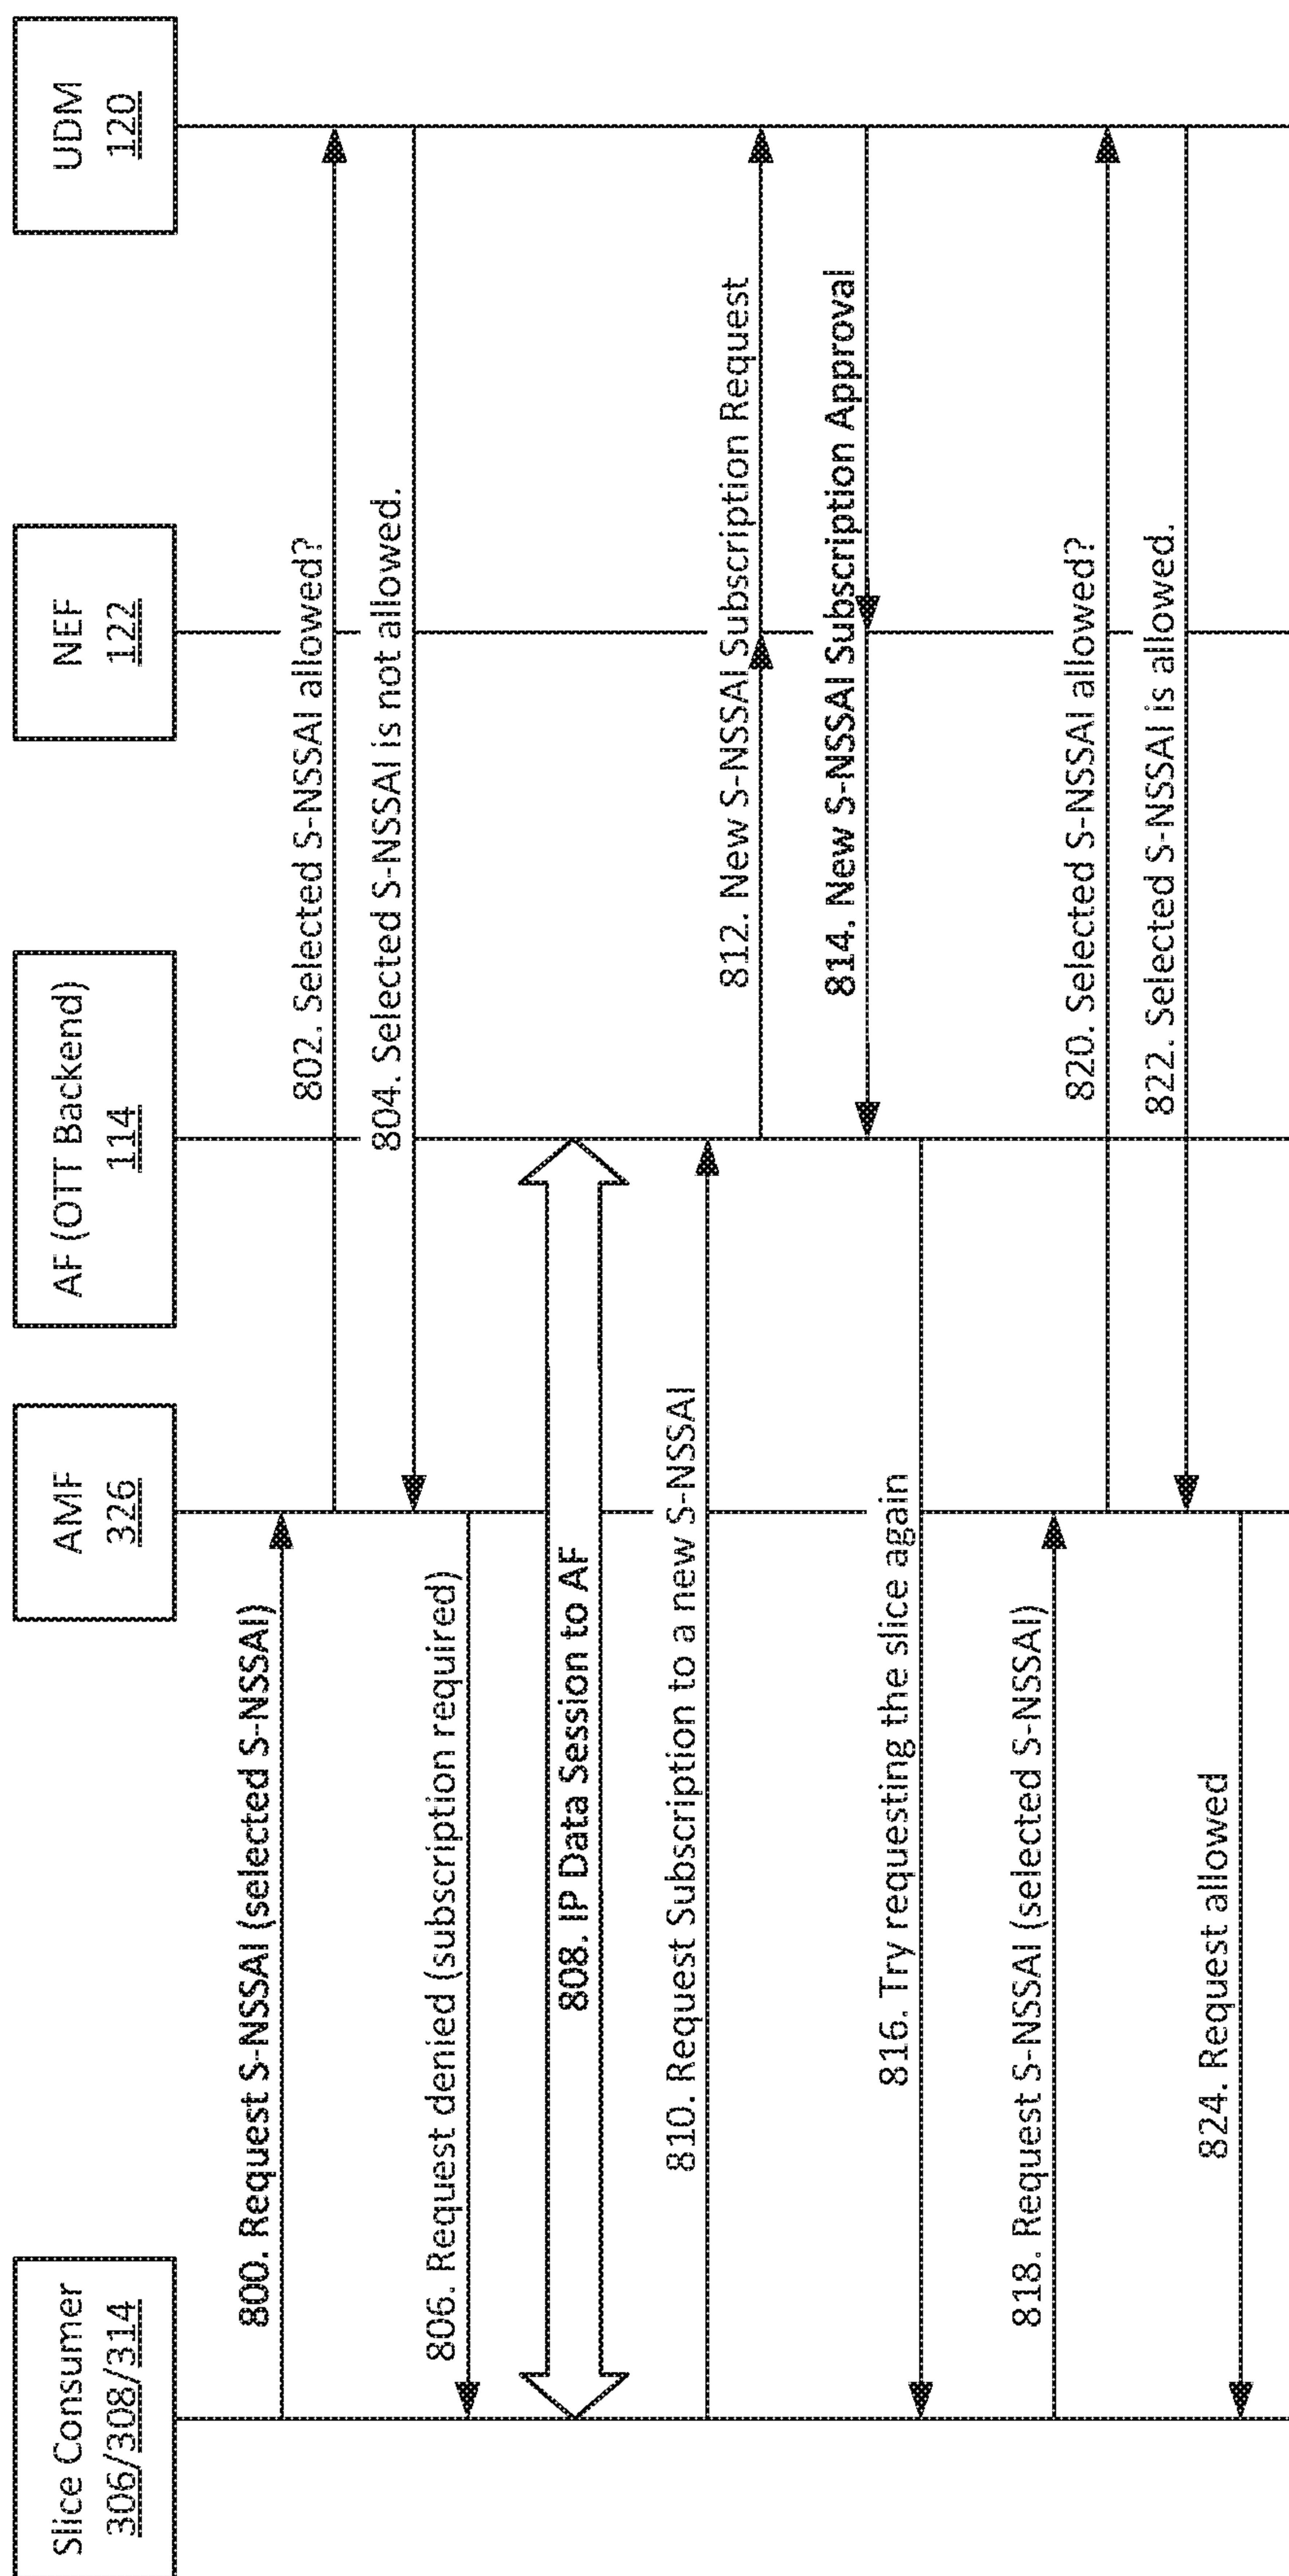 Slice Consumer
306/308/314
AMF
326
AF (OTT Backend)
114
NEF
122
UDM
120
800. Request S-NSSAI (selected S-NSSAI)
802. Selected S-NSSAI allowed?
804. Selected S-NSSAI is not allowed.
806. Request denied (subscription required)
808. IP Data Session to AF
810. Request Subscription to a new S-NSSAI
812. New S-NSSAI Subscription Request
814. New S-NSSAI Subscription Approval
816. Try requesting the slice again
818. Request S-NSSAI (selected S-NSSAI)
820. Selected S-NSSAI allowed?
822. Selected S-NSSAI is allowed.
824. Request allowed